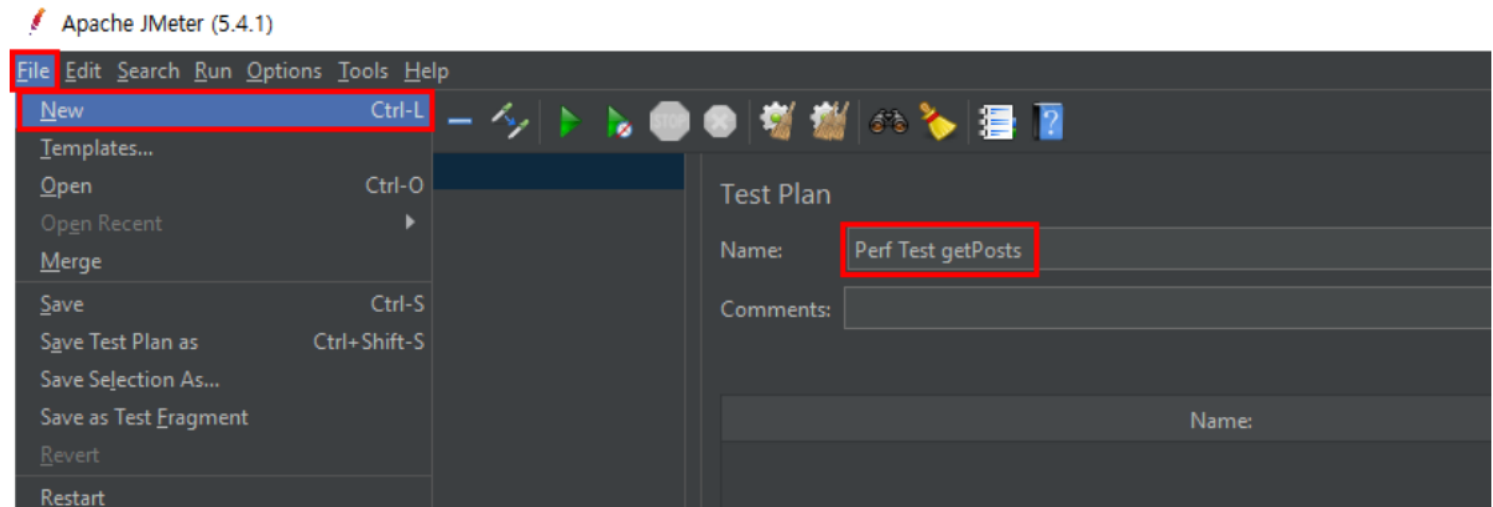 Apache JMeter (5.4.1)
File Edit Search Run Options Tools Help
New Ctrl-L
Templates...
Open Ctrl-O
Open Recent
Merge
Save Ctrl-S
Save Test Plan as Ctrl+Shift-S
Save Selection As...
Save as Test Fragment
Revert
Restart
STOP
Test Plan
Name: Perf Test getPosts
Comments:
Name: